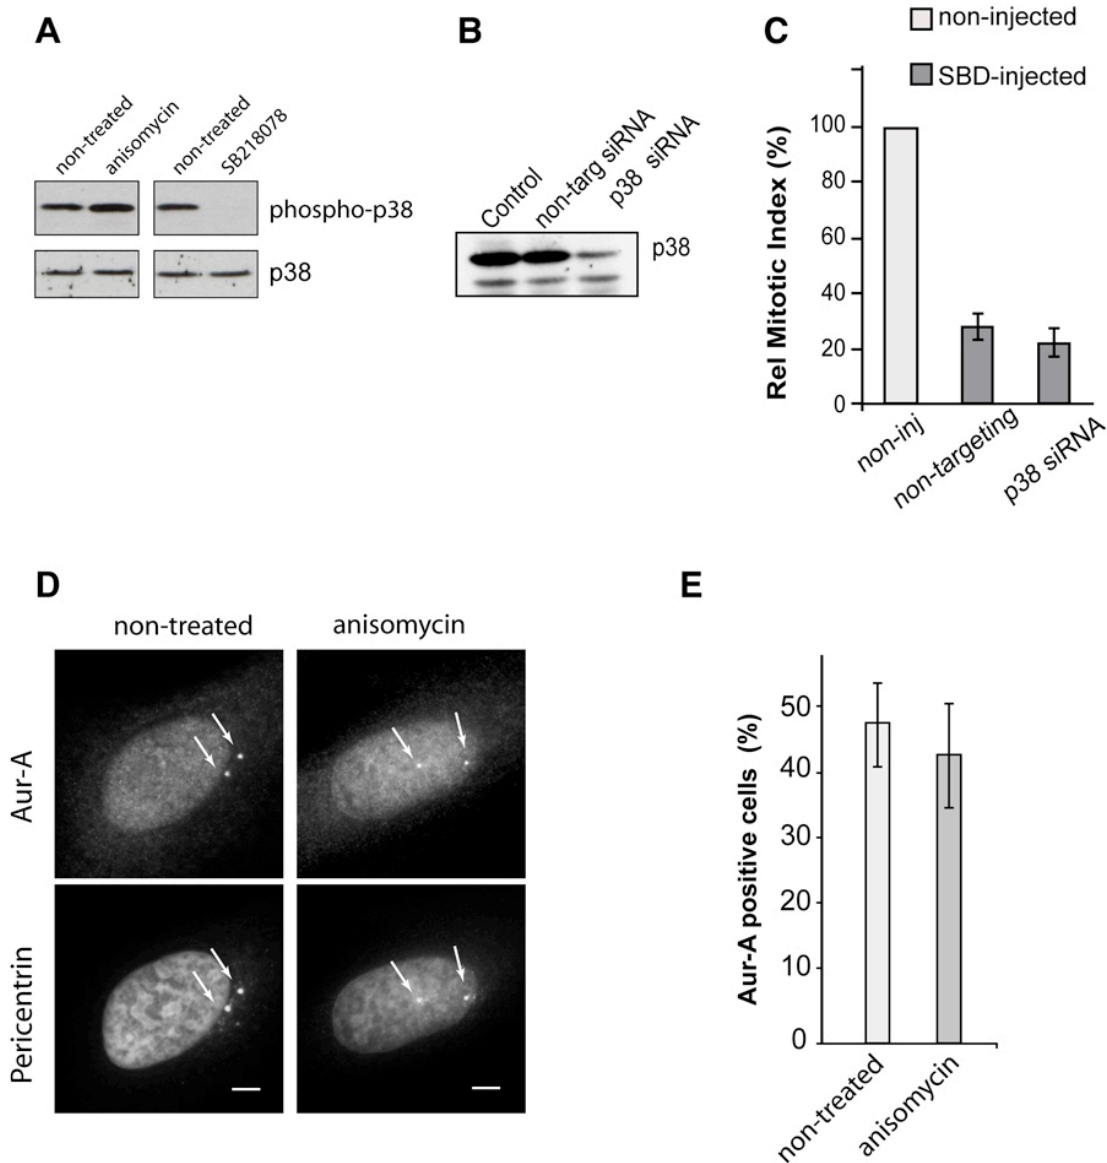 A
non-treated
anisomycin
non-treated
SB218078
phospho-p38
p38
B
Control
non-targ siRNA
p38 siRNA
p38
C
non-injected
SBD-injected
Rel Mitotic Index (%)
100
80
60
40
20
0
non-inj
non-targeting
p38 siRNA
D
non-treated
anisomycin
Aur-A
Pericentrin
E
Aur-A positive cells (%)
50
40
30
20
10
0
non-treated
anisomycin